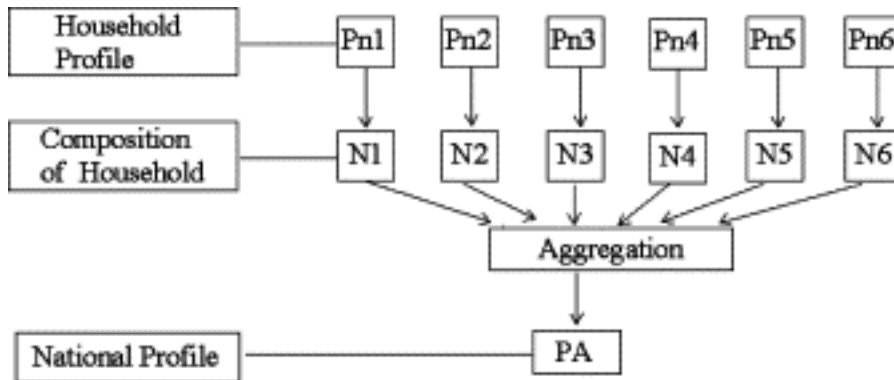 Household
Profile
Pn1 Pn2 Pn3 Pn4 Pn5 Pn6
Composition
of Household
N1 N2 N3 N4 N5 N6
Aggregation
National Profile
PA